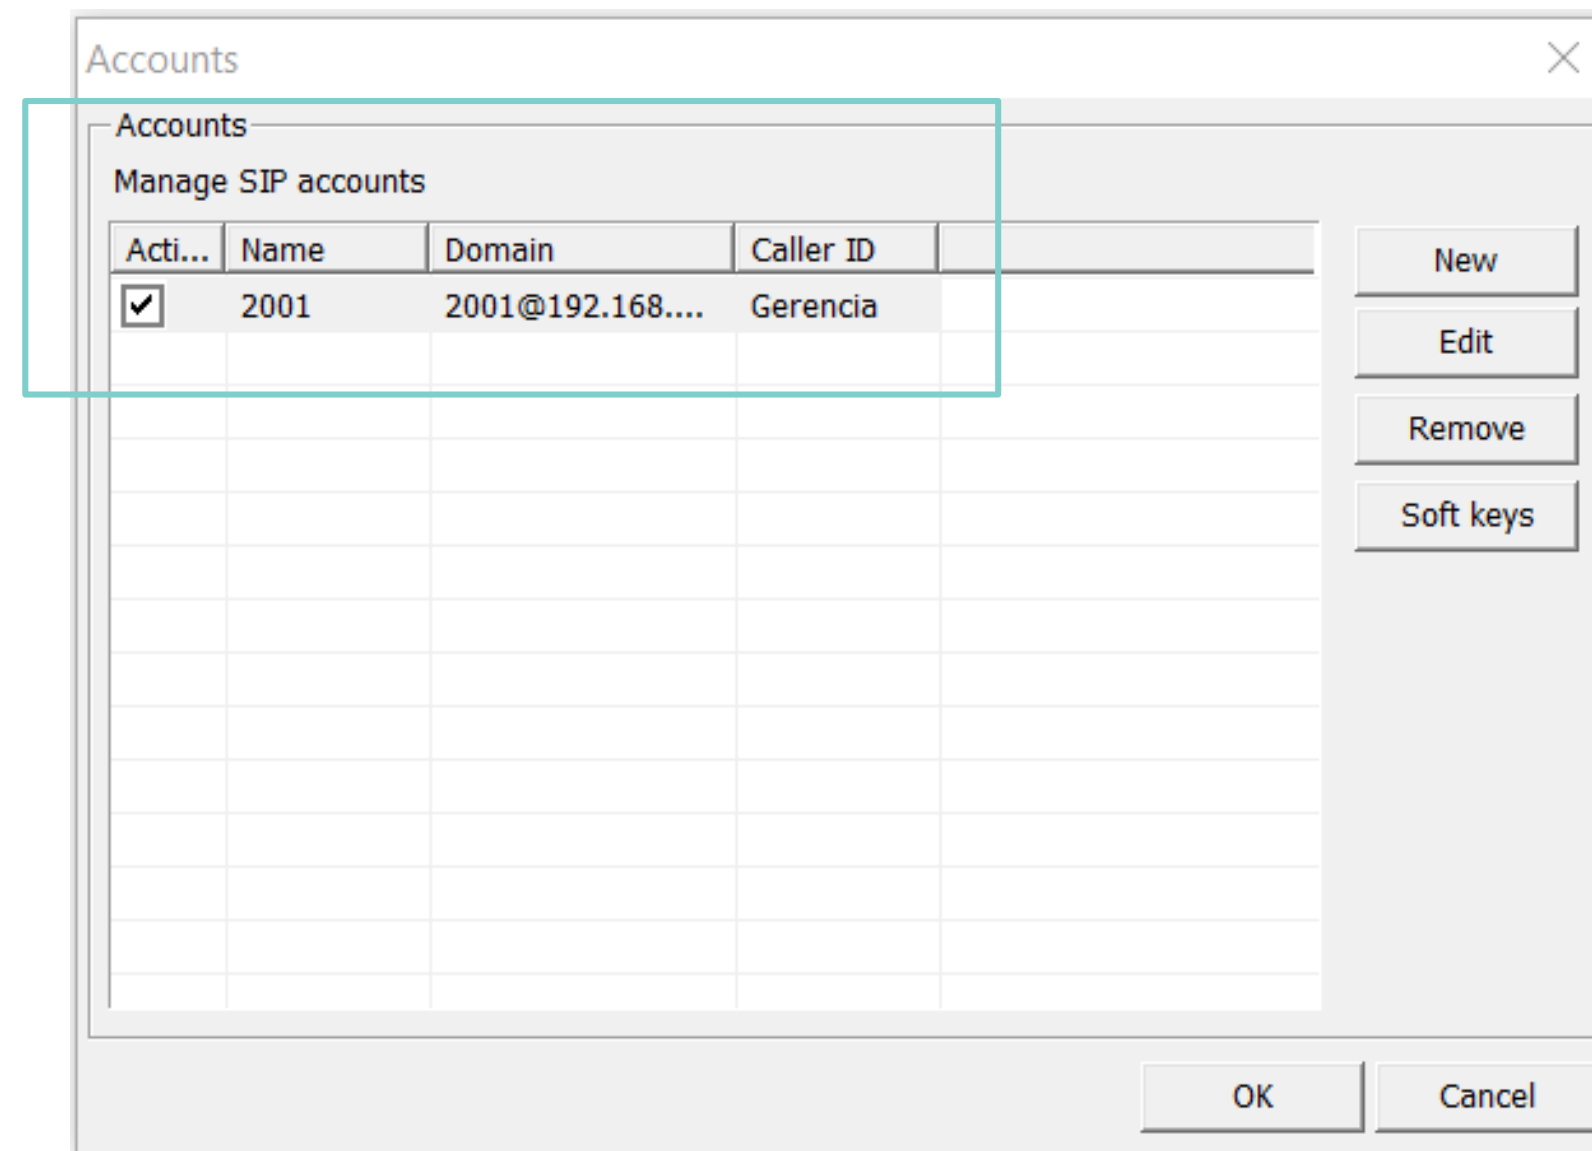 Accounts
Accounts
Manage SIP accounts
Acti... Name Domain Caller ID
2001 2001@192.168.... Gerencia
New
Edit
Remove
Soft keys
OK Cancel